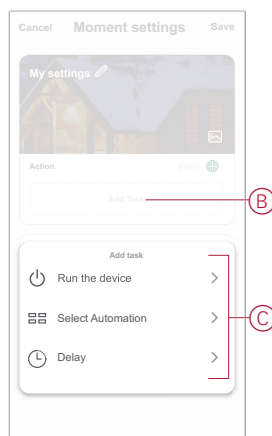 Cancel Moment settings Save
My settings
Action
Add Task
B
Add task
Run the device
Select Automation
C
Delay